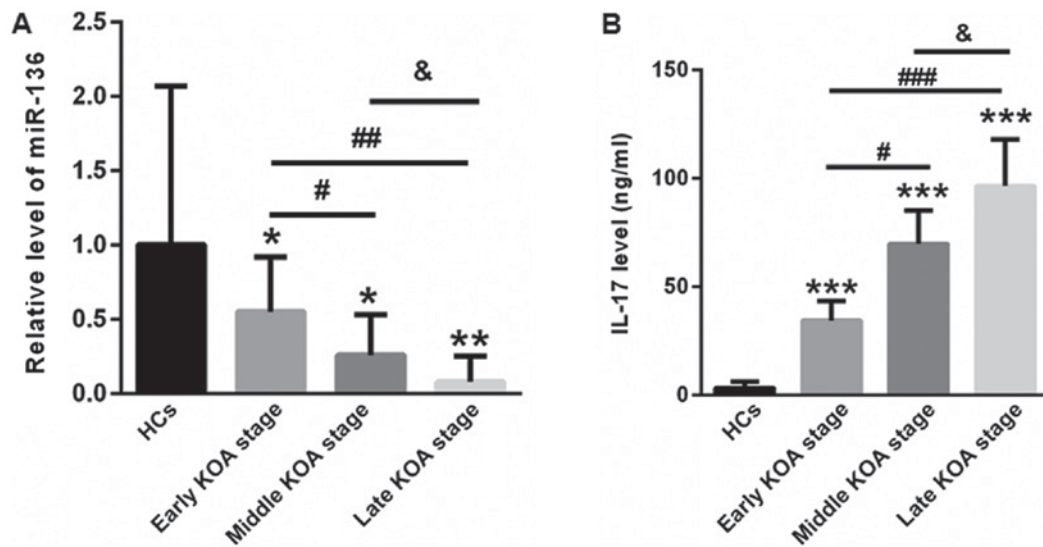 A
Relative level of miR-136
2.5
2.0
1.5
1.0
0.5
0.0
&
##
#
*
*
**
HCs
Early KOA stage
Middle KOA stage
Late KOA stage
B
IL-17 level (ng/ml)
150
100
50
0
&
###
#
***
***
***
HCs
Early KOA stage
Middle KOA stage
Late KOA stage